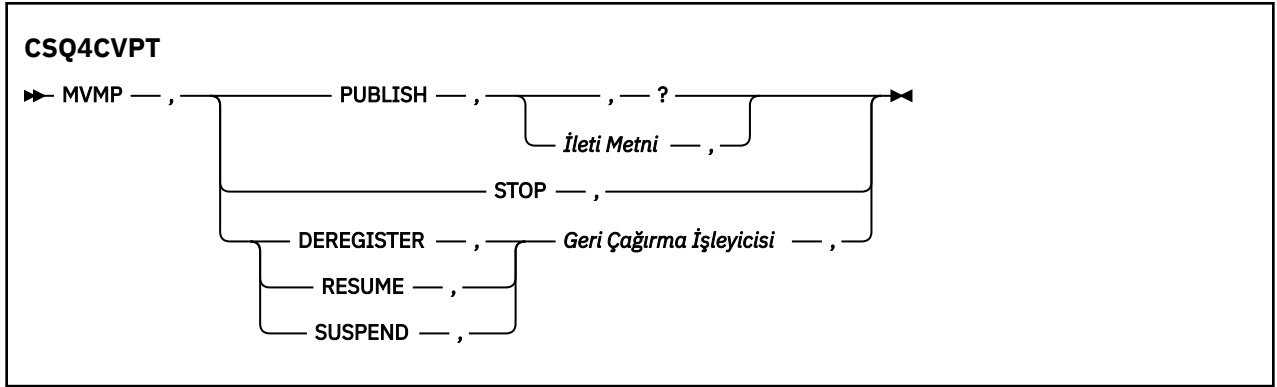 CSQ4CVPT
MVMP , PUBLISH , , ?
İleti Metni ,
STOP ,
DEREGISTER , Geri Çağırma İşleyicisi ,
RESUME ,
SUSPEND ,